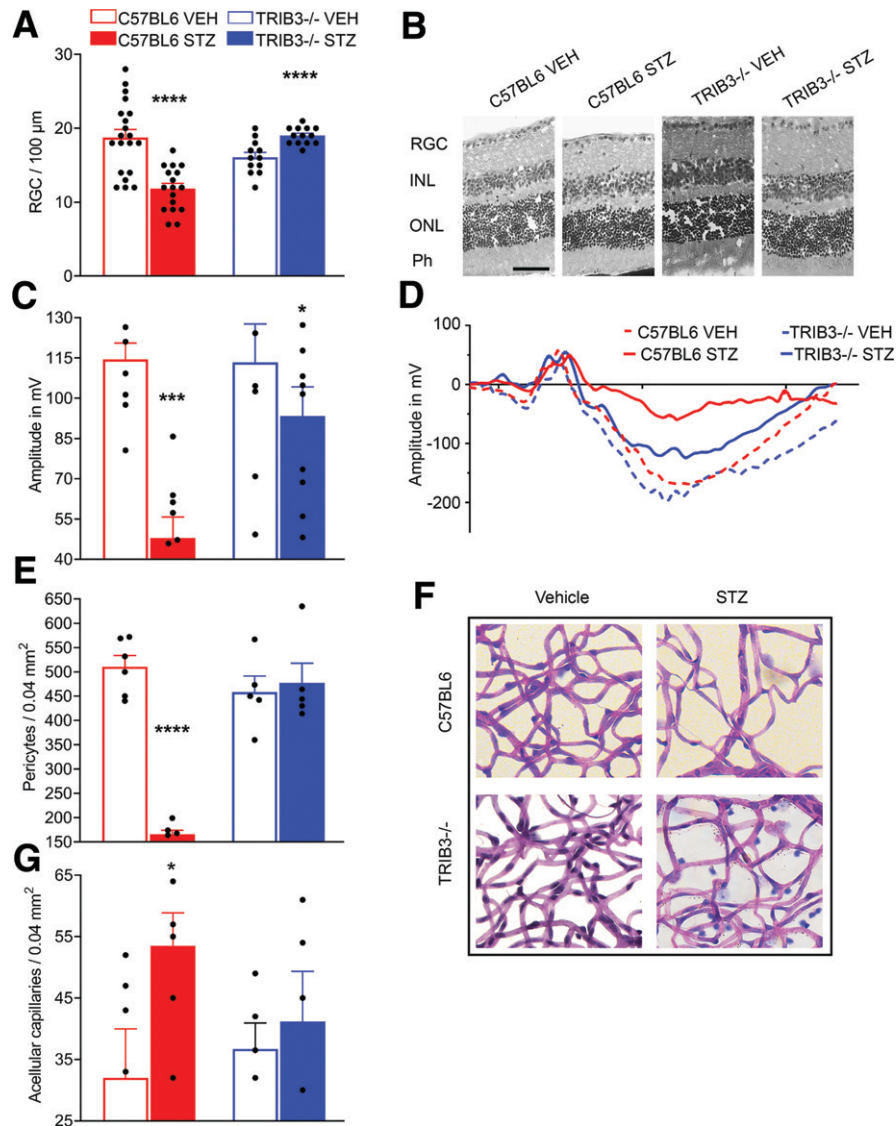 A
C57BL6 VEH
TRIB3-/- VEH
C57BL6 STZ
TRIB3-/- STZ
30
20
10
0
RGC / 100 µm
****
****
B
C57BL6 VEH
C57BL6 STZ
TRIB3-/- VEH
TRIB3-/- STZ
RGC
INL
ONL
Ph
C
130
115
100
85
70
55
40
Amplitude in mV
***
*
D
C57BL6 VEH
TRIB3-/- VEH
C57BL6 STZ
TRIB3-/- STZ
100
0
-100
-200
Amplitude in mV
E
650
600
550
500
450
400
350
300
250
200
150
Pericytes / 0.04 mm²
****
F
Vehicle
STZ
C57BL6
TRIB3-/-
G
65
55
45
35
25
Acellular capillaries / 0.04 mm²
*